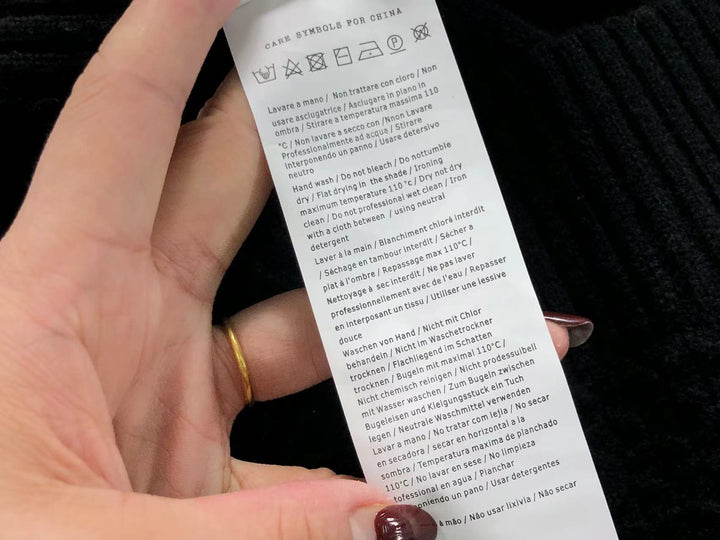 CARE SYMBOLS FOR CHINA
P
Lavare a mano / Non trattare con cloro / Non
usare asciugatrice / Asciugare in plano in
ombra / Stirare a temperatura massima 110
°C / Non lavare a secco con /Nnon Lavare
Professionalmente ad acqua / Stirare
Interponendo un panno / Usare detersivo
neutro
Hand wash / Do not bleach / Do nottumble
dry / Flat drying in the shade / Ironing
maximum temperature 110 °c / Dry not dry
clean / Do not professional wet clean / Iron
with a cloth between / using neutral
detergent
Laver à la main / Blanchiment chlorá interdit
/ Séchage en tambour interdit / Sécher a
plat à l'ombre / Repassage max 110°C /
Nettoyage à sec interdit / Ne pas laver
professionnellement avec de l'eau / Repasser
en Interposant un tissu / Utiliser une lessive
douce
Waschen von Hand / Nicht mit Chlor
behandeln / Nicht im Waschetrockner
trocknen / Flachliegend im Schatten
trocknen / Bugeln mit maximal 110°C /
Nicht chemisch reinigen / Nicht prodessuibell
mit Wasser waschen / Zum Bugeln zwischen
Bugeleisen und Kleigungsstuck ein Tuch
legen / Neutrale Waschmittel verwenden
Lavar a mano / No tratar com lejia / No secar
en secadora / secar en horizontal a la
sombra / Temperatura maxima de planchado
110°C / No lavar en sese / No limpieza
tofessional en agua / Planchar
oniendo un pano / Usar detergentes
à mão / Não usar lixívia / Não secar